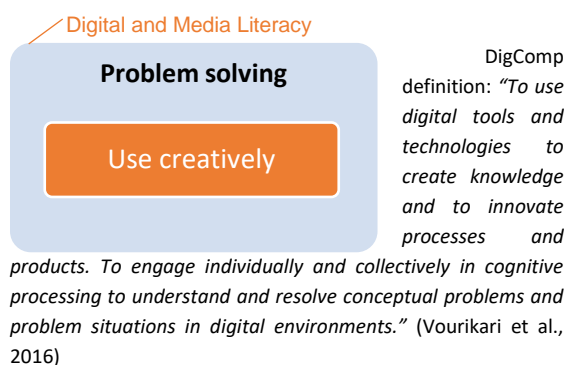 Digital and Media Literacy
Problem solving
Use creatively
DigComp
definition: “To use
digital tools and
technologies to
create knowledge
and to innovate
processes and
products. To engage individually and collectively in cognitive
processing to understand and resolve conceptual problems and
problem situations in digital environments.” (Vourikari et al.,
2016)